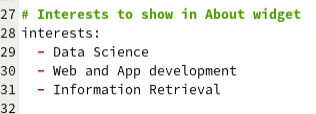 27 # Interests to show in About widget
28 interests:
29   - Data Science
30   - Web and App development
31   - Information Retrieval
32